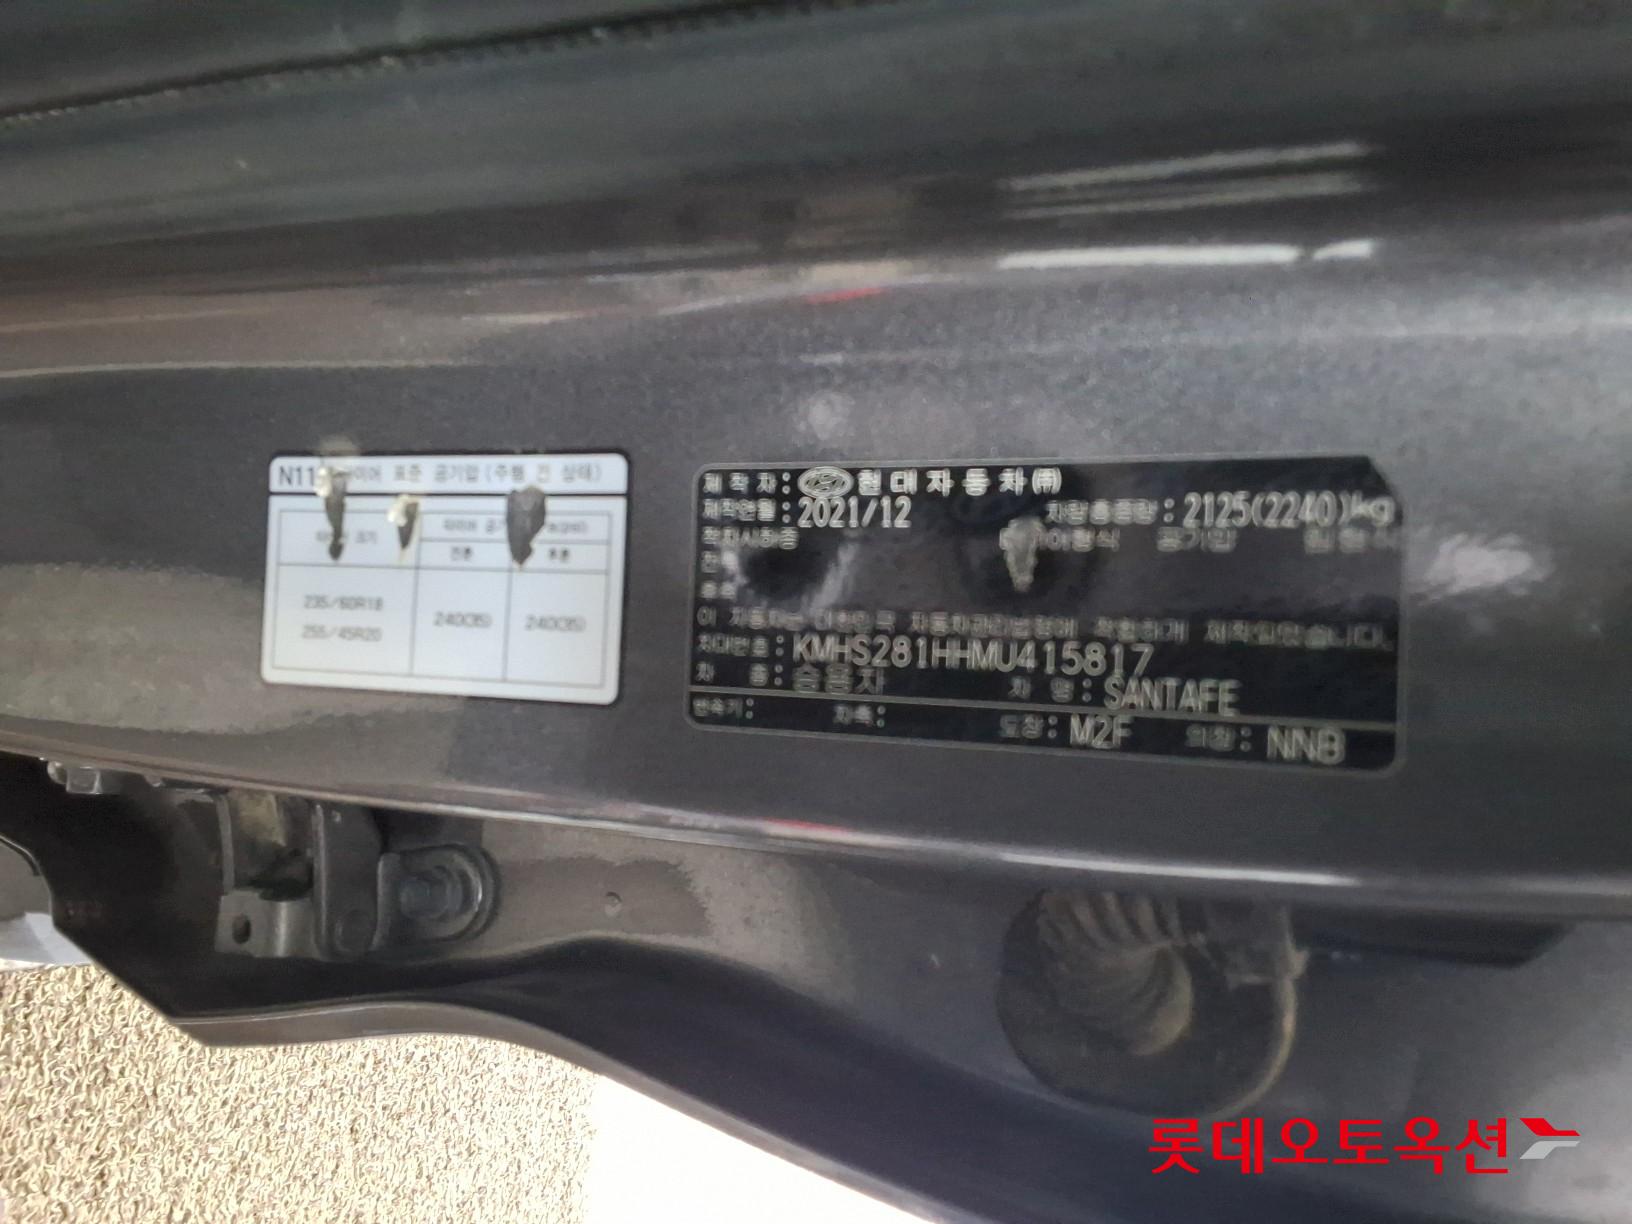 N11 타이어 표준 공기압 (주행 전 상태)
전륜 후륜
235/60R18
255/45R20
240(35) 240(35)
제작자 : 현대자동차(주)
제작연월 : 2021/12 차량총중량 : 2125(2240)kg
공기압
이 자동차는 대한민국 자동차관리법령에 적합하게 제작되었습니다.
차대번호 : KMHS281HHMU415817
차 종 : 승용차 차 명 : SANTAFE
변속기 : 차축 : 도장 : M2F 의장 : NNB
롯데오토옥션